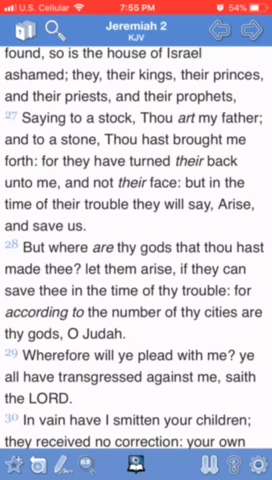 U.S. Cellular 7:55 PM 54%
Jeremiah 2
KJV
found, so is the house of Israel
ashamed; they, their kings, their princes,
and their priests, and their prophets,
27 Saying to a stock, Thou art my father;
and to a stone, Thou hast brought me
forth: for they have turned their back
unto me, and not their face: but in the
time of their trouble they will say, Arise,
and save us.
28 But where are thy gods that thou hast
made thee? let them arise, if they can
save thee in the time of thy trouble: for
according to the number of thy cities are
thy gods, O Judah.
29 Wherefore will ye plead with me? ye
all have transgressed against me, saith
the LORD.
30 In vain have I smitten your children;
they received no correction: your own